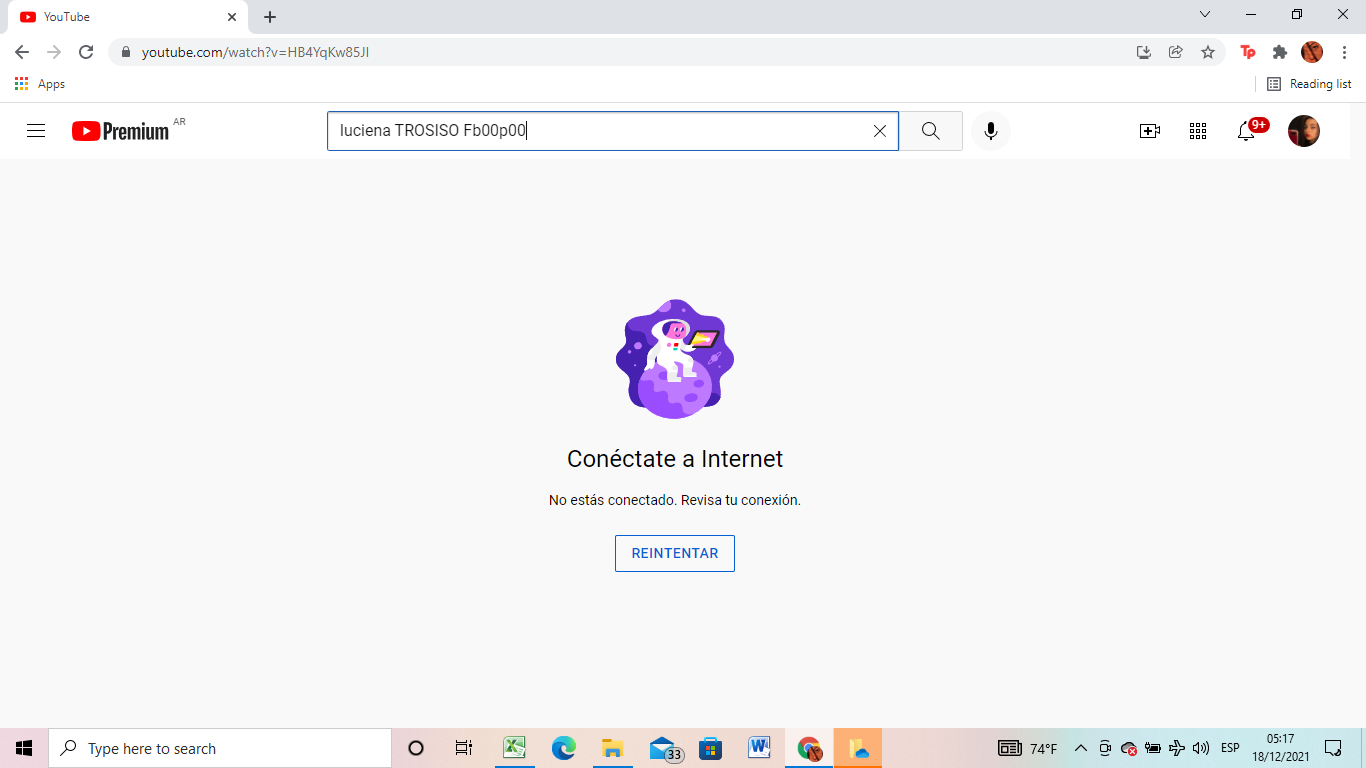 YouTube
youtube.com/watch?v=HB4YqKw85JI
Tp
Apps
Reading list
Premium AR
luciena TROSISO Fb00p00
9+
Conéctate a Internet
No estás conectado. Revisa tu conexión.
REINTENTAR
Type here to search
33
74°F
ESP
05:17
18/12/2021